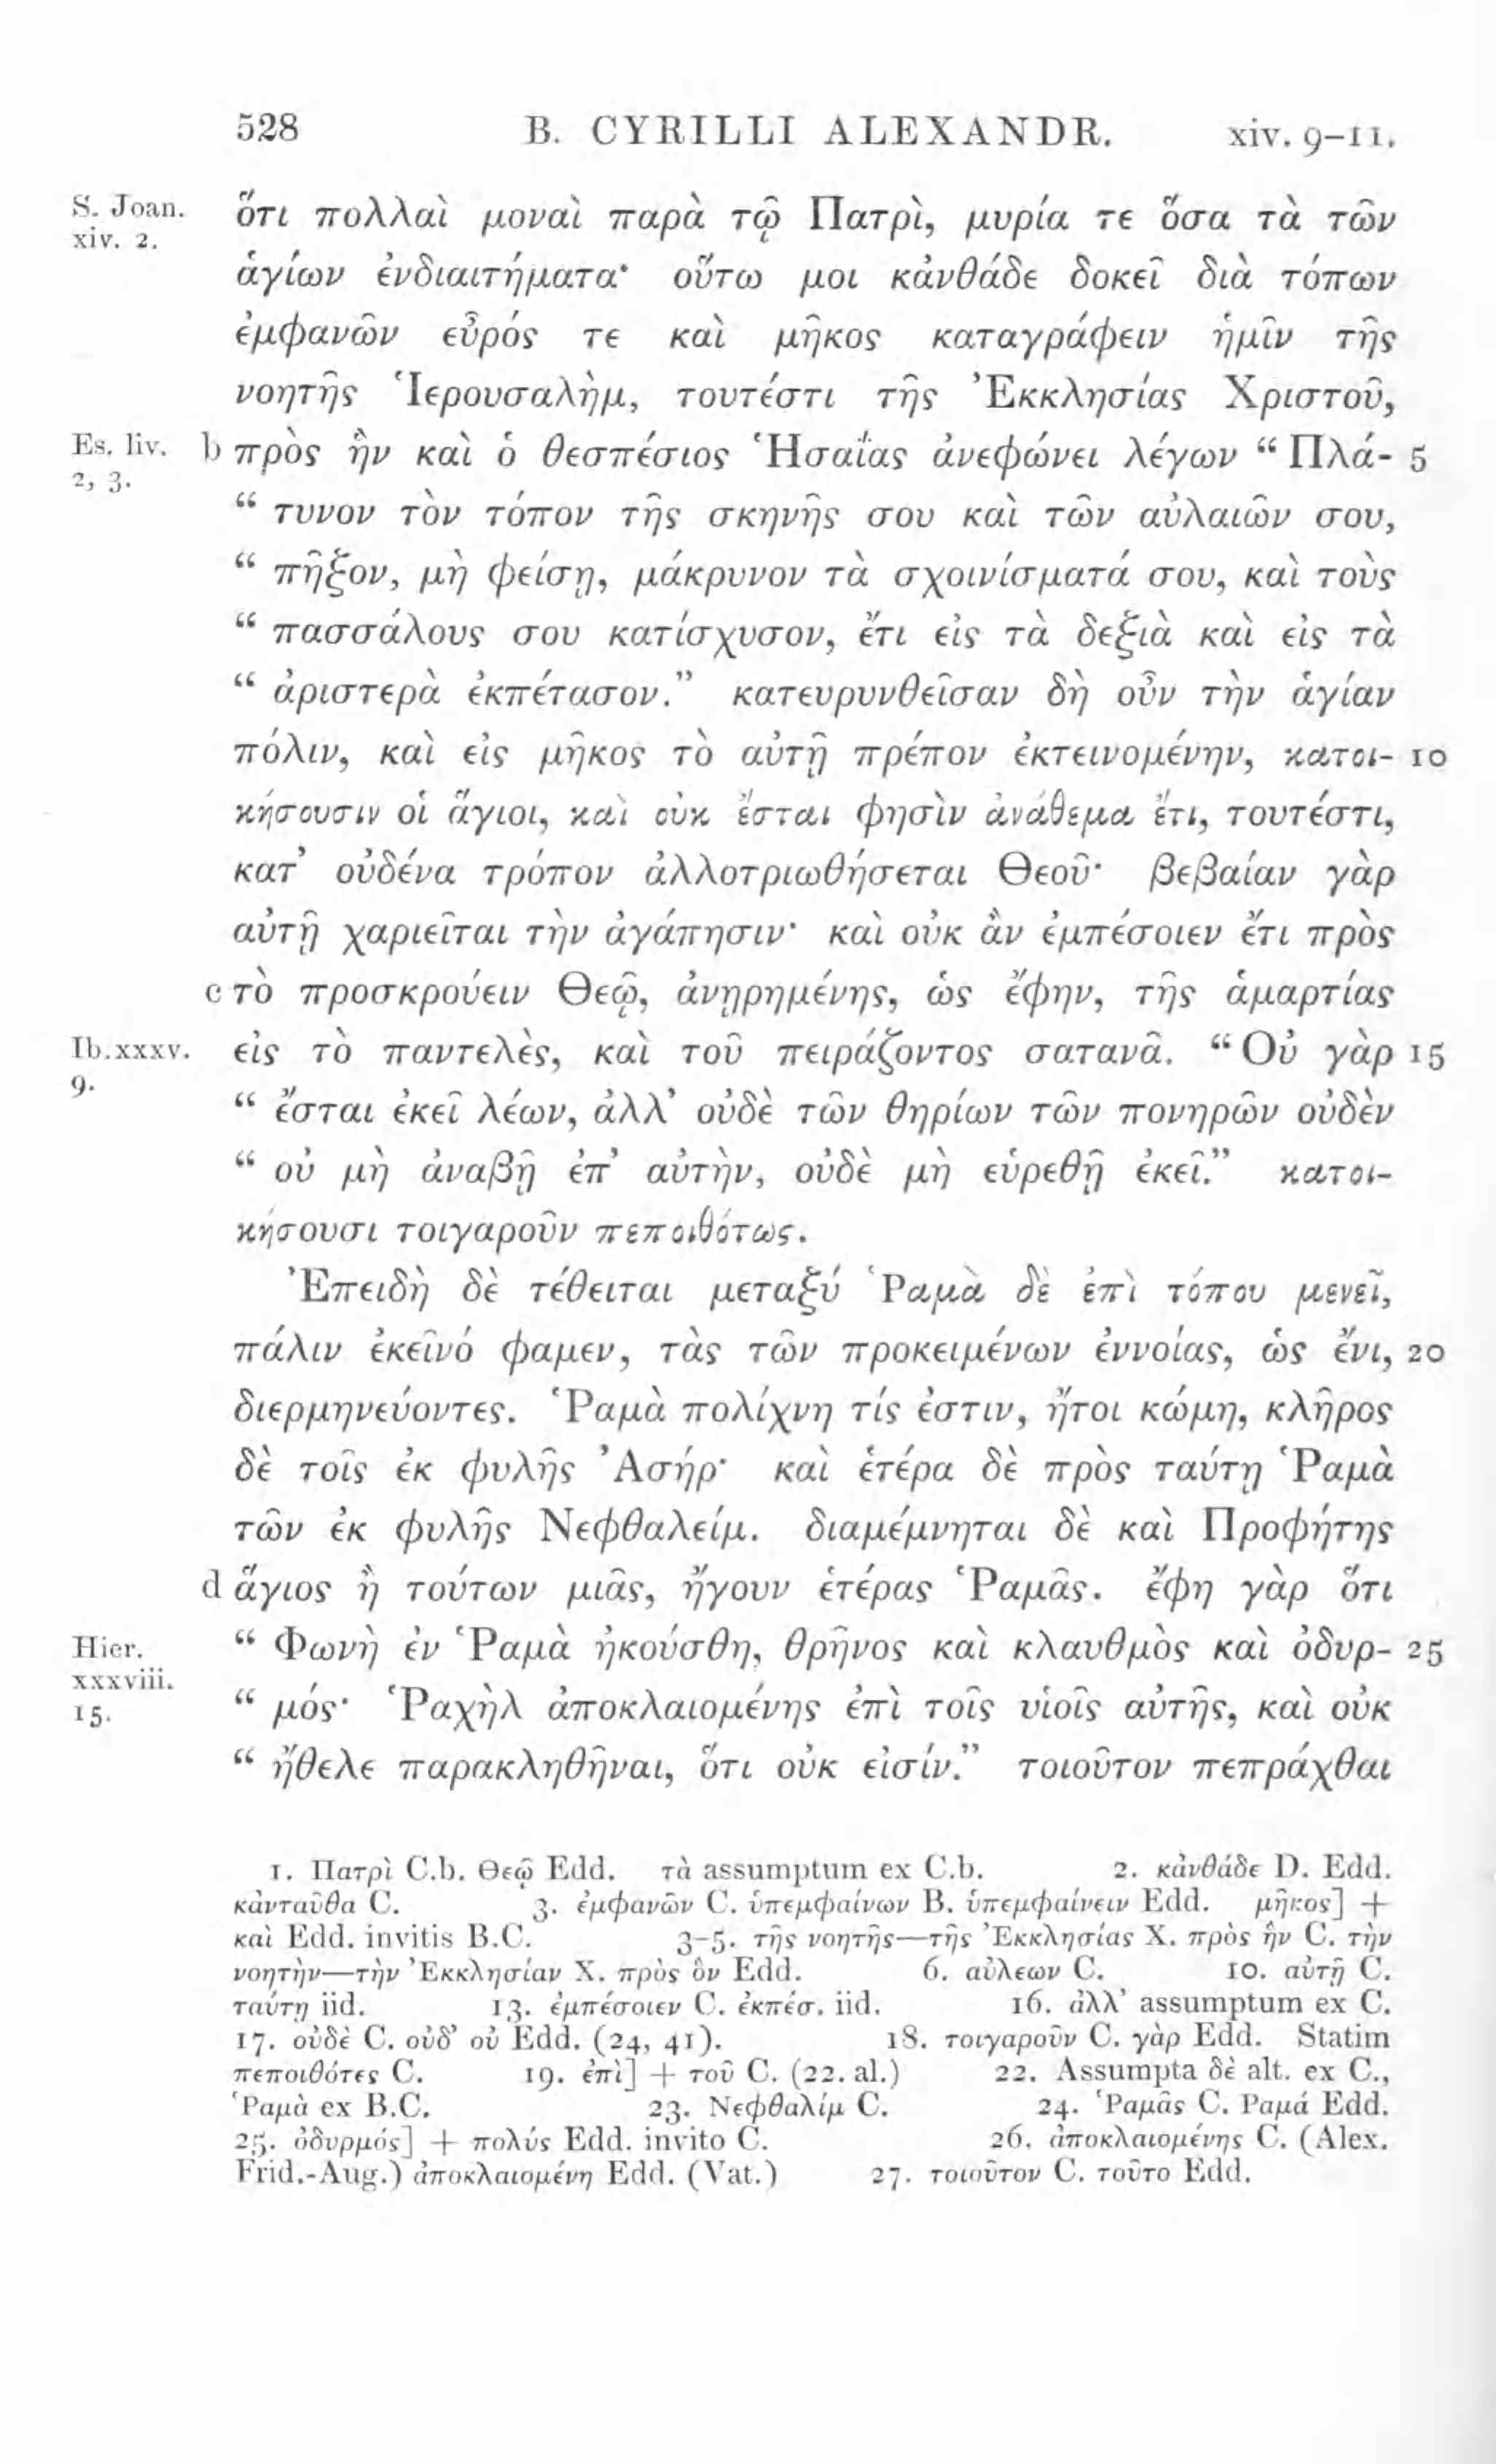 528 B. CYRILLI ALEXANDR. xiv. 9-11.
S. Joan. ὅτι πολλαὶ μοναὶ παρὰ τῷ Πατρὶ, μυρία τε ὅσα τὰ τῶν
xiv. 2.
ἁγίων ἐνδιαιτήματα· οὕτω μοι κἀνθάδε δοκεῖ διὰ τόπων
ἐμφανῶν εὖρός τε καὶ μῆκος καταγράφειν ἡμῖν τῆς
νοητῆς Ἱερουσαλὴμ, τουτέστι τῆς Ἐκκλησίας Χριστοῦ,
Es. liv. b πρὸς ἣν καὶ ὁ θεσπέσιος Ἡσαΐας ἀνεφώνει λέγων “ Πλά- 5
2, 3.
“ τυνον τὸν τόπον τῆς σκηνῆς σου καὶ τῶν αὐλαιῶν σου,
“ πῆξον, μὴ φείσῃ, μάκρυνον τὰ σχοινίσματά σου, καὶ τοὺς
“ πασσάλους σου κατίσχυσον, ἔτι εἰς τὰ δεξιὰ καὶ εἰς τὰ
“ ἀριστερὰ ἐκπέτασον.” κατευρυνθεῖσαν δὴ οὖν τὴν ἁγίαν
πόλιν, καὶ εἰς μῆκος τὸ αὐτῇ πρέπον ἐκτεινομένην, κατοι- 10
κήσουσιν οἱ ἅγιοι, καὶ οὐκ ἔσται φησὶν ἀνάθεμα ἔτι, τουτέστι,
κατ’ οὐδένα τρόπον ἀλλοτριωθήσεται Θεοῦ· βεβαίαν γὰρ
αὐτῇ χαριεῖται τὴν ἀγάπησιν· καὶ οὐκ ἂν ἐμπέσοιεν ἔτι πρὸς
c τὸ προσκρούειν Θεῷ, ἀνῃρημένης, ὡς ἔφην, τῆς ἁμαρτίας
Ib. xxxv. εἰς τὸ παντελὲς, καὶ τοῦ πειράζοντος σατανᾶ. “ Οὐ γὰρ 15
9.
“ ἔσται ἐκεῖ λέων, ἀλλ’ οὐδὲ τῶν θηρίων τῶν πονηρῶν οὐδὲν
“ οὐ μὴ ἀναβῇ ἐπ’ αὐτὴν, οὐδὲ μὴ εὑρεθῇ ἐκεῖ.” κατοι-
κήσουσι τοιγαροῦν πεποιθότως.
Ἐπειδὴ δὲ τέθειται μεταξύ Ῥαμὰ δὲ ἐπὶ τόπου μενεῖ,
πάλιν ἐκεῖνό φαμεν, τὰς τῶν προκειμένων ἐννοίας, ὡς ἔνι, 20
διερμηνεύοντες. Ῥαμὰ πολίχνη τίς ἐστιν, ἤτοι κώμη, κλῆρος
δὲ τοῖς ἐκ φυλῆς Ἀσήρ· καὶ ἑτέρα δὲ πρὸς ταύτῃ Ῥαμὰ
τῶν ἐκ φυλῆς Νεφθαλείμ. διαμέμνηται δὲ καὶ Προφήτης
d ἅγιος ἢ τούτων μιᾶς, ἤγουν ἑτέρας Ῥαμᾶς. ἔφη γὰρ ὅτι
Hier. “ Φωνὴ ἐν Ῥαμὰ ἠκούσθη, θρῆνος καὶ κλαυθμὸς καὶ ὀδυρ- 25
xxxviii.
15. “ μός· Ῥαχὴλ ἀποκλαιομένης ἐπὶ τοῖς υἱοῖς αὐτῆς, καὶ οὐκ
“ ἤθελε παρακληθῆναι, ὅτι οὐκ εἰσίν.” τοιοῦτον πεπράχθαι
1. Πατρὶ C.b. Θεῷ Edd. τὰ assumptum ex C.b. 2. κἀνθάδε D. Edd.
κἀνταῦθα C. 3. ἐμφανῶν C. ὑπεμφαίνων B. ὑπεμφαίνειν Edd. μῆκος] +
καὶ Edd. invitis B.C. 3-5. τῆς νοητῆς—τῆς Ἐκκλησίας Χ. πρὸς ἣν C. τὴν
νοητὴν—τὴν Ἐκκλησίαν Χ. πρὸς ὃν Edd. 6. αὐλεων C. 10. αὐτῇ C.
ταύτῃ iid. 13. ἐμπέσοιεν C. ἐκπέσ. iid. 16. ἀλλ’ assumptum ex C.
17. οὐδὲ C. οὐδ’ οὐ Edd. (24, 41). 18. τοιγαροῦν C. γὰρ Edd. Statim
πεποιθότες C. 19. ἐπὶ] + τοῦ C. (22. al.) 22. Assumpta δὲ alt. ex C.,
Ῥαμὰ ex B.C. 23. Νεφθαλίμ C. 24. Ῥαμᾶς C. Ραμά Edd.
25. ὀδυρμός] + πολύς Edd. invito C. 26. ἀποκλαιομένης C. (Alex.
Frid.-Aug.) ἀποκλαιομένη Edd. (Vat.) 27. τοιοῦτον C. τοῦτο Edd.